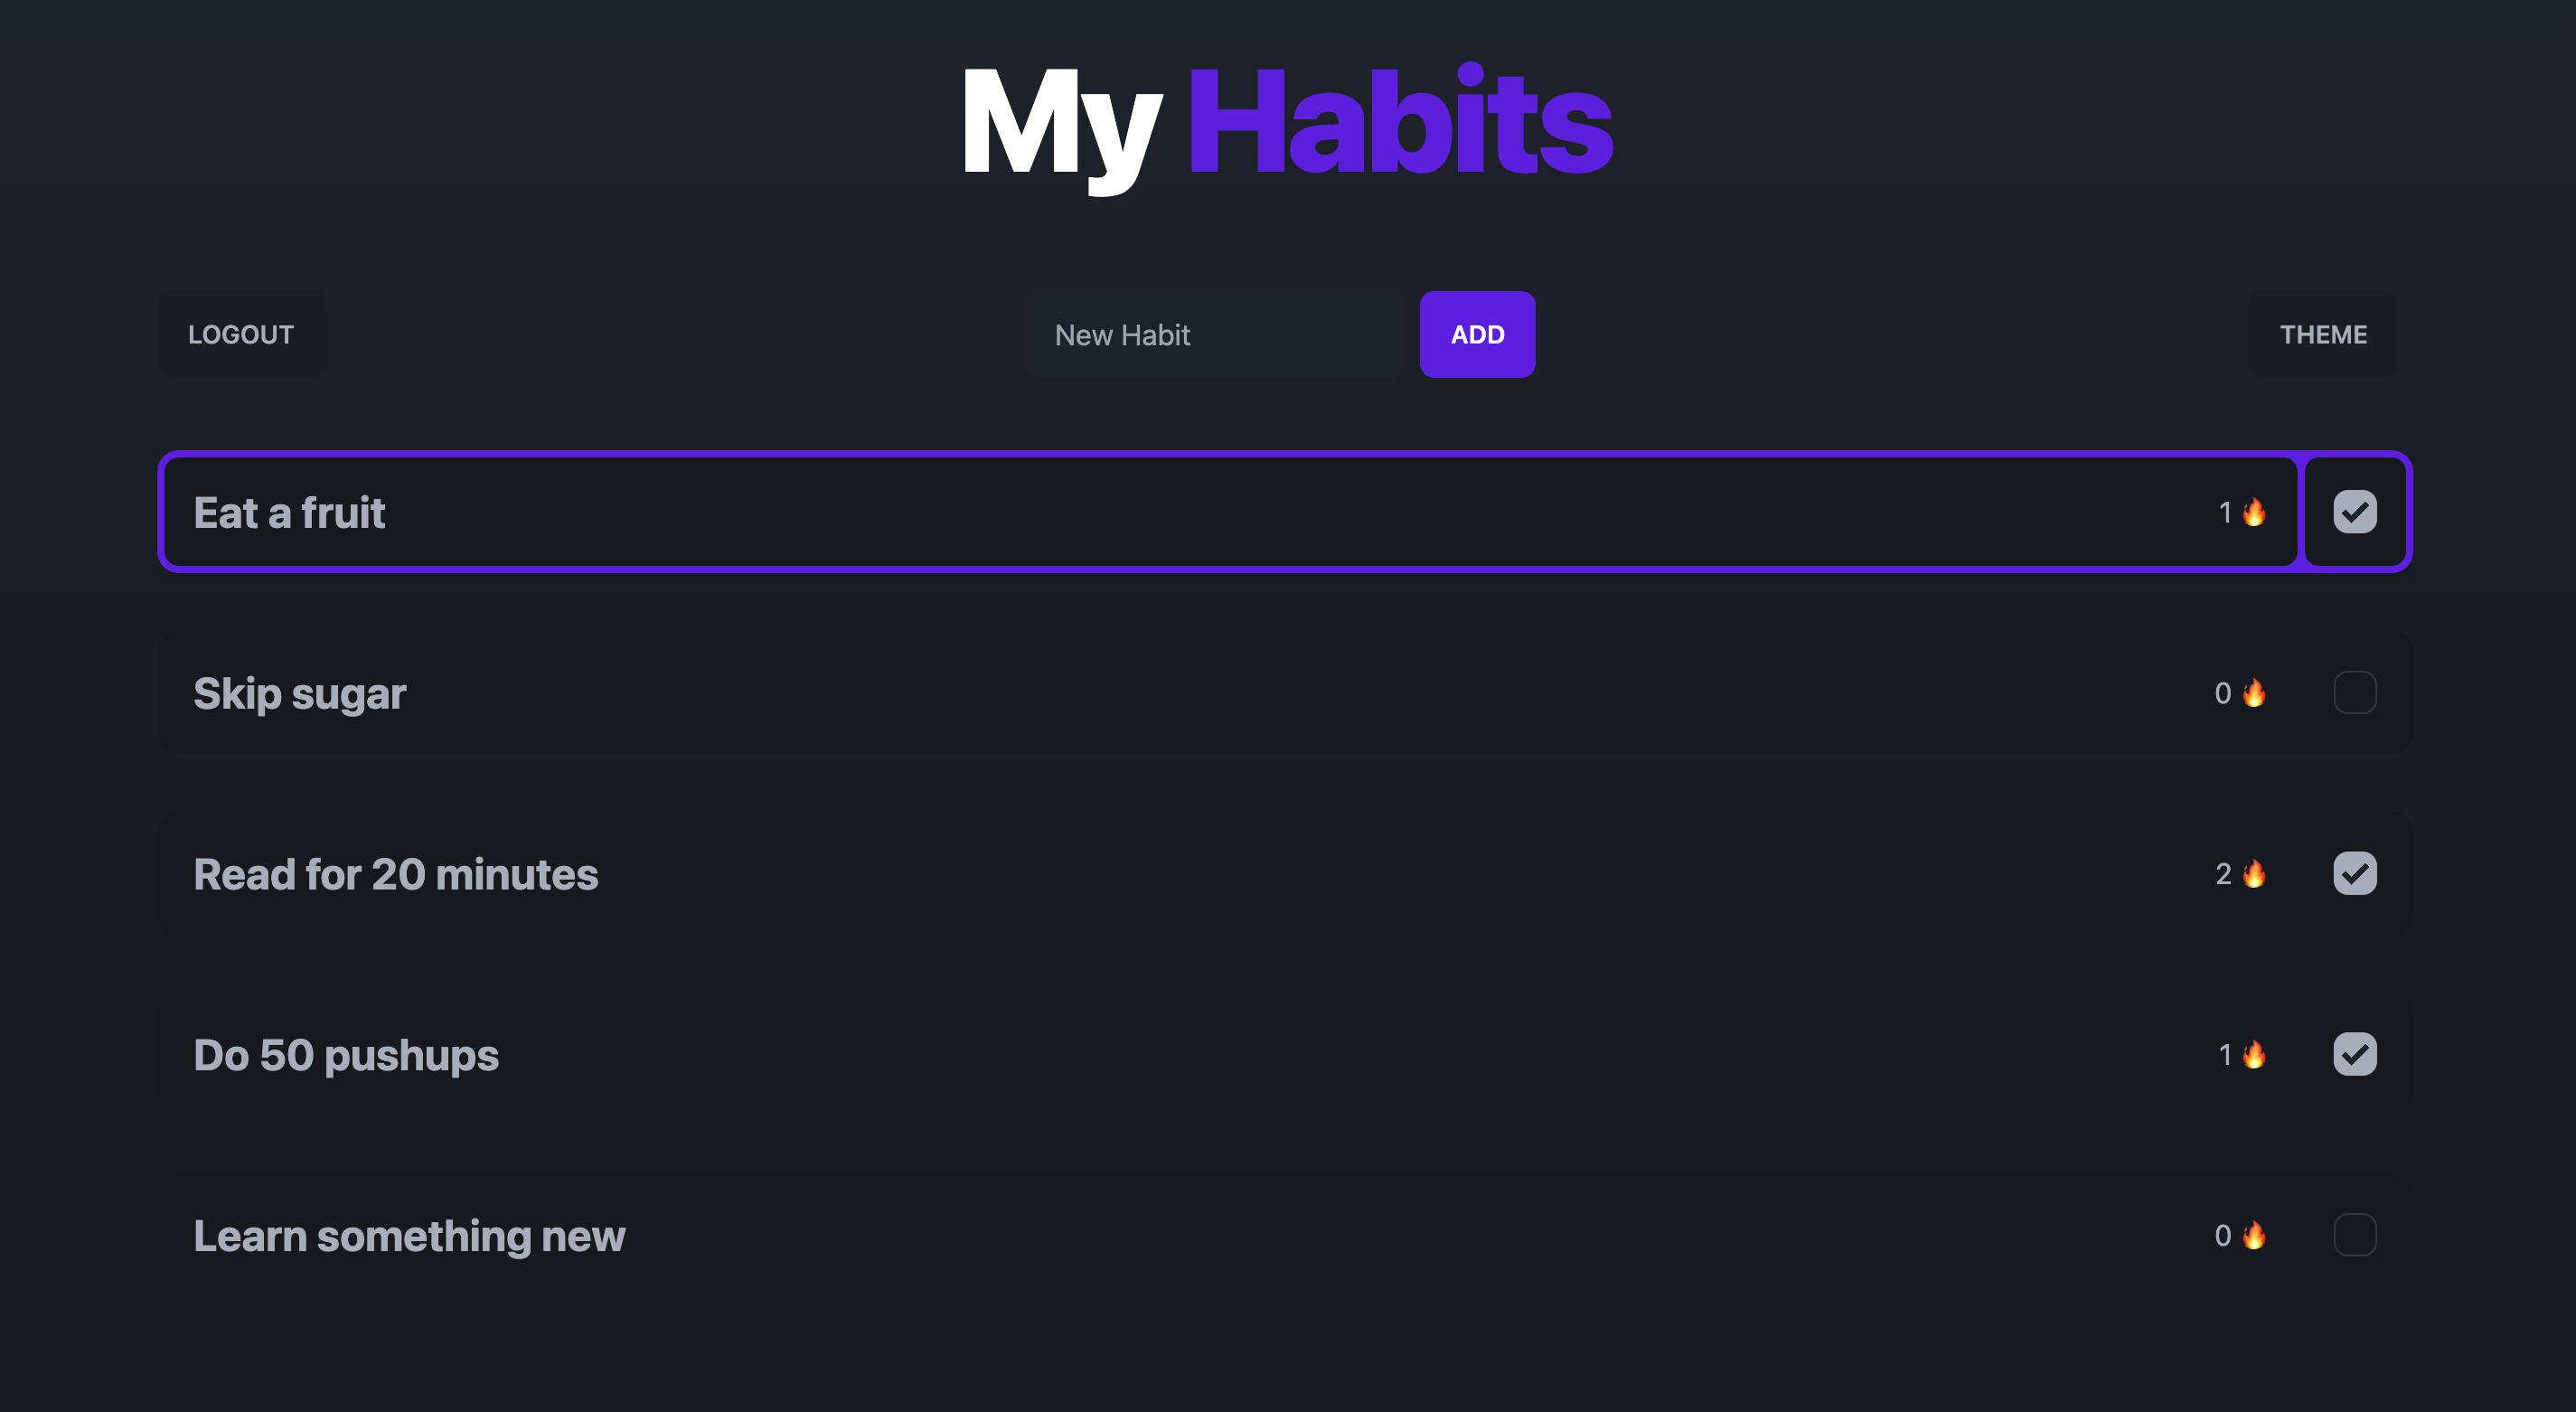 My Habits
LOGOUT
New Habit
ADD
THEME
Eat a fruit
1 🔥
Skip sugar
0 🔥
Read for 20 minutes
2 🔥
Do 50 pushups
1 🔥
Learn something new
0 🔥